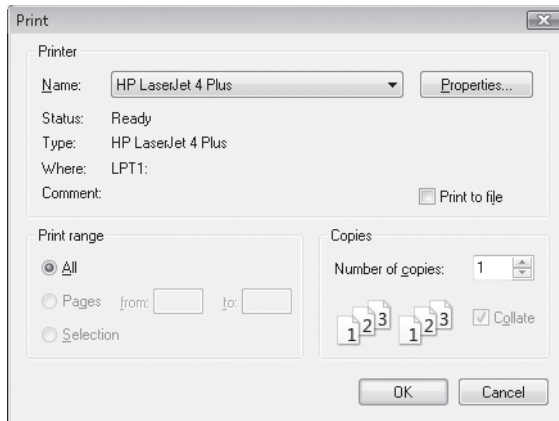 Print
Printer
Name: HP LaserJet 4 Plus Properties...
Status: Ready
Type: HP LaserJet 4 Plus
Where: LPT1:
Comment:
Print to file
Print range
All
Pages from: to:
Selection
Copies
Number of copies: 1
1 2 3 1 2 3
Collate
OK Cancel